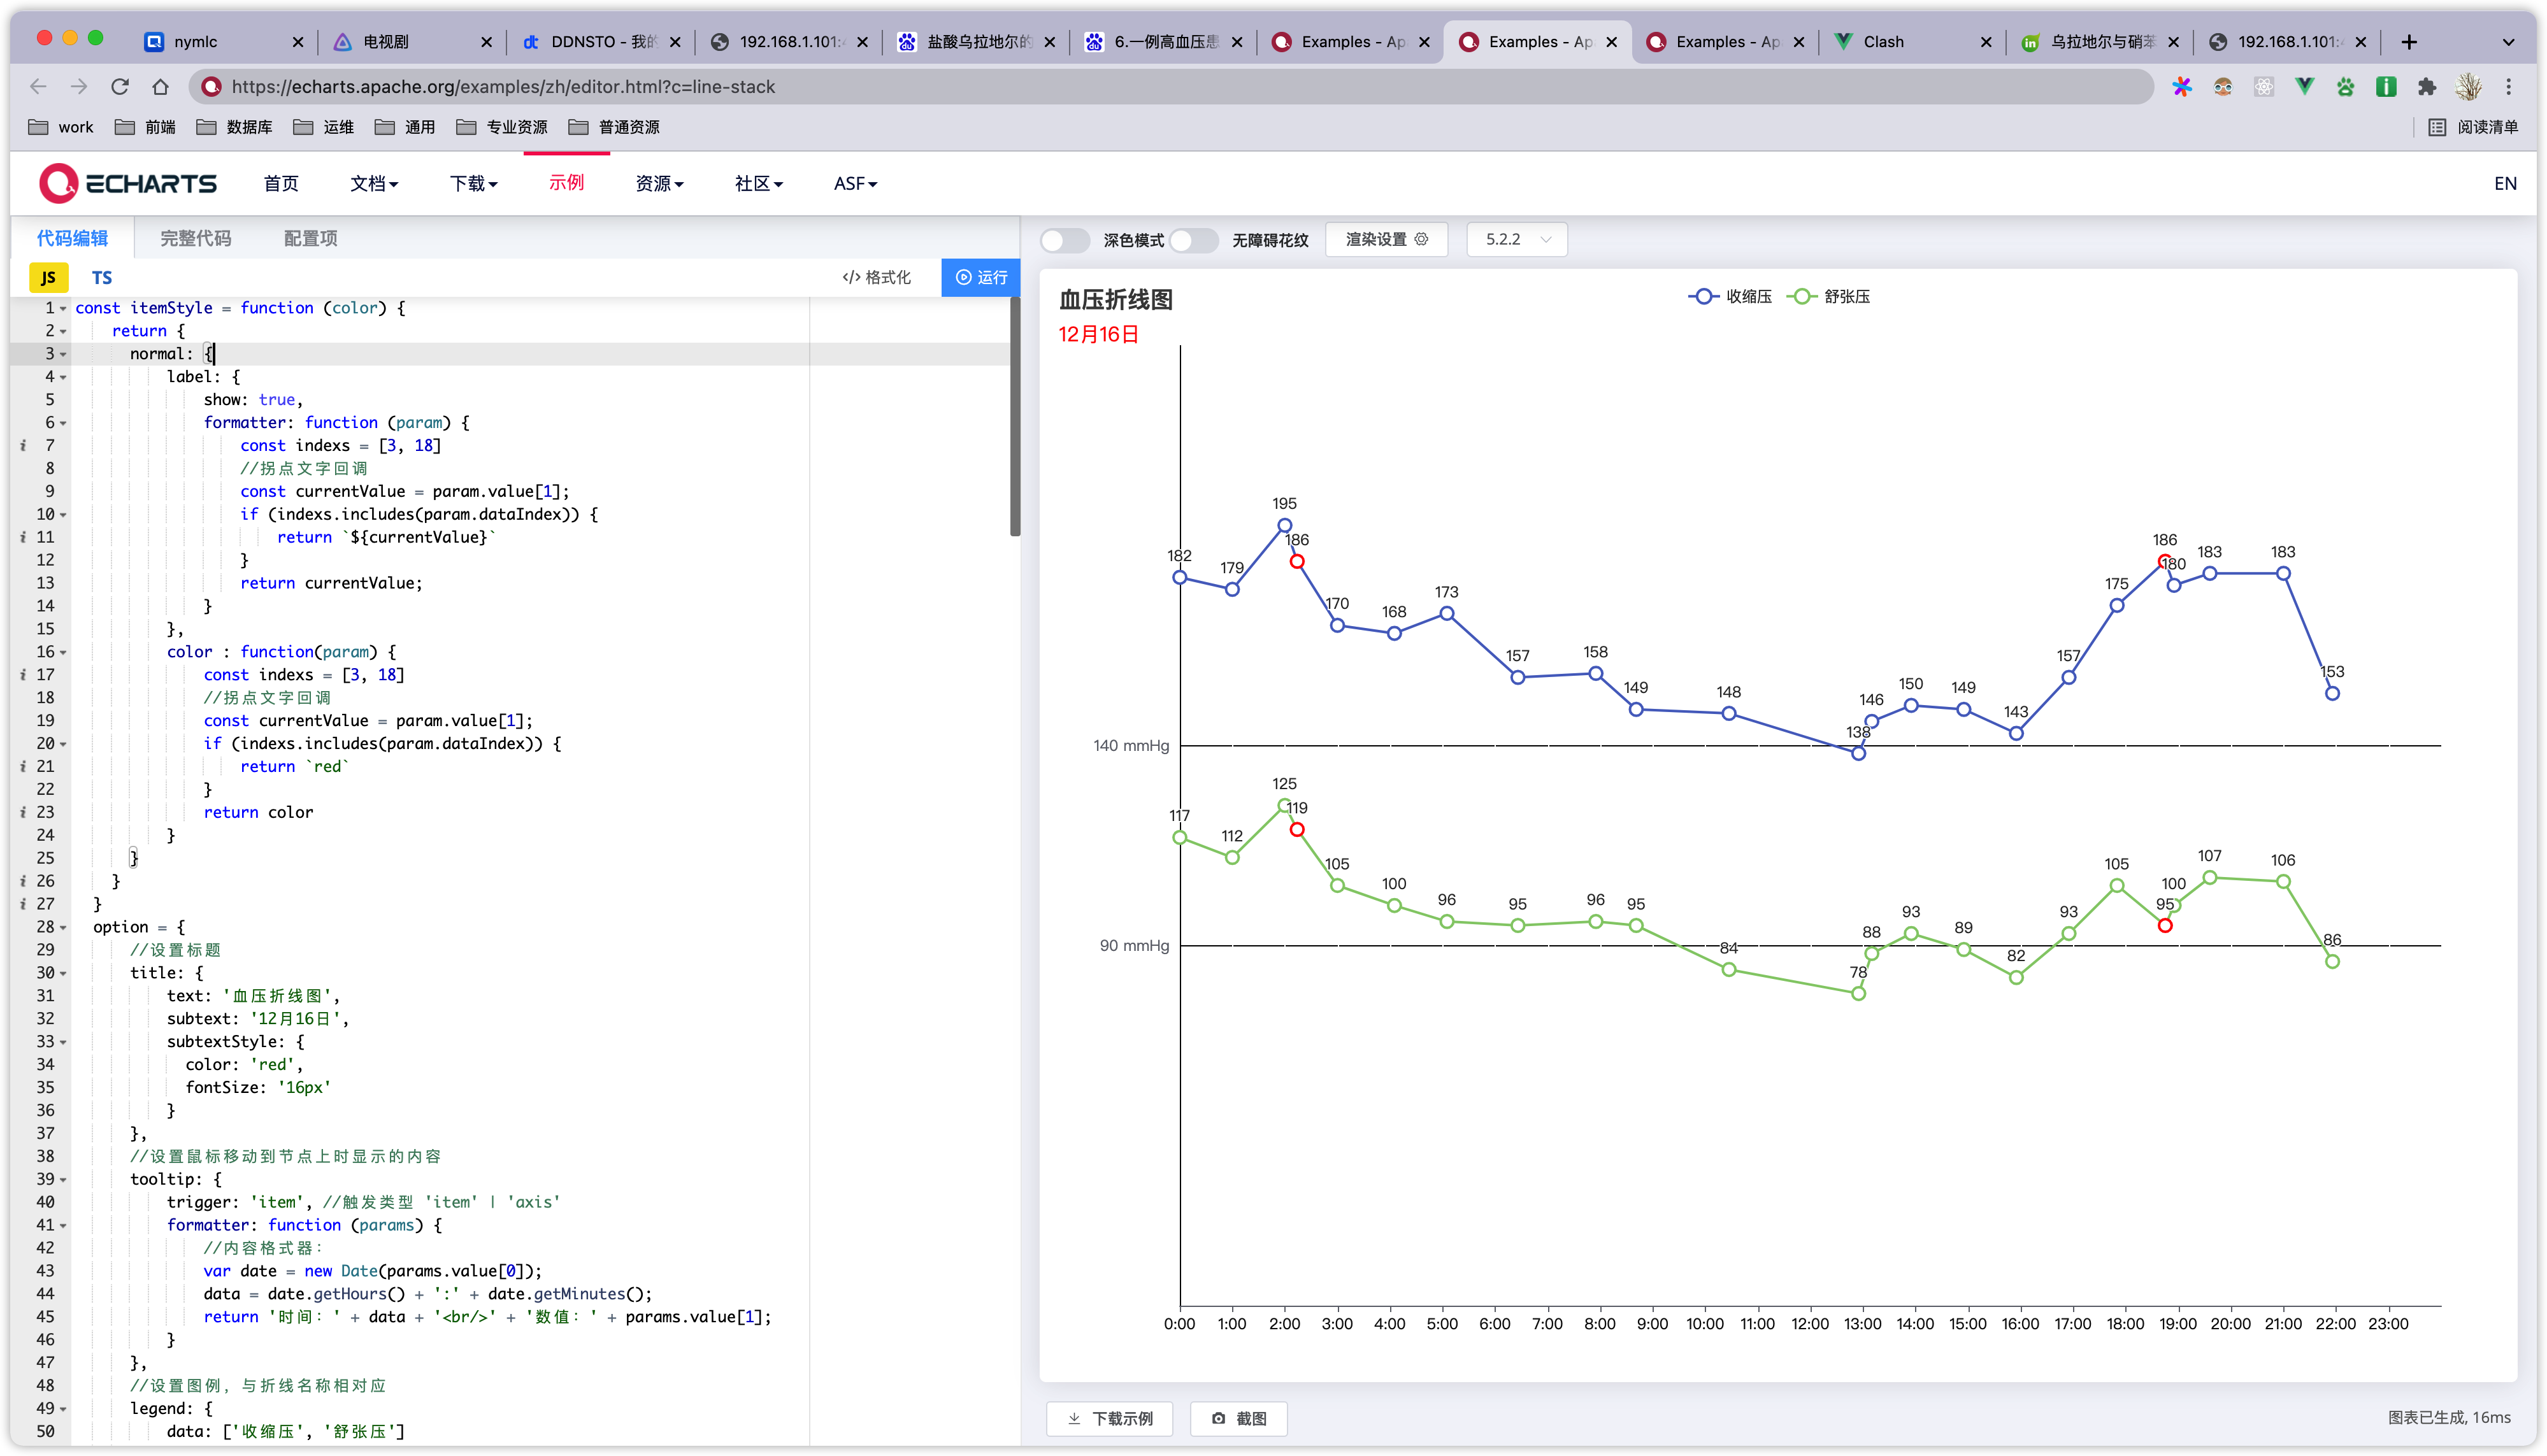 nymlc
电视剧
DDNSTO - 我的
192.168.1.101:
盐酸乌拉地尔的
6.一例高血压患
Examples - Ap
Examples - Ap
Examples - Ap
Clash
乌拉地尔与硝苯
192.168.1.101:
https://echarts.apache.org/examples/zh/editor.html?c=line-stack
work
前端
数据库
运维
通用
专业资源
普通资源
阅读清单
ECHARTS
首页
文档
下载
示例
资源
社区
ASF
EN
代码编辑
完整代码
配置项
JS
TS
</> 格式化
运行
1 const itemStyle = function (color) {
2 return {
3 normal: {
4 label: {
5 show: true,
6 formatter: function (param) {
7 const indexs = [3, 18]
8 //拐点文字回调
9 const currentValue = param.value[1];
10 if (indexs.includes(param.dataIndex)) {
11 return `${currentValue}`
12 }
13 return currentValue;
14 }
15 },
16 color : function(param) {
17 const indexs = [3, 18]
18 //拐点文字回调
19 const currentValue = param.value[1];
20 if (indexs.includes(param.dataIndex)) {
21 return `red`
22 }
23 return color
24 }
25 }
26 }
27 }
28 option = {
29 //设置标题
30 title: {
31 text: '血压折线图',
32 subtext: '12月16日',
33 subtextStyle: {
34 color: 'red',
35 fontSize: '16px'
36 }
37 },
38 //设置鼠标移动到节点上时显示的内容
39 tooltip: {
40 trigger: 'item', //触发类型 'item' | 'axis'
41 formatter: function (params) {
42 //内容格式器：
43 var date = new Date(params.value[0]);
44 data = date.getHours() + ':' + date.getMinutes();
45 return '时间：' + data + '<br/>' + '数值：' + params.value[1];
46 }
47 },
48 //设置图例，与折线名称相对应
49 legend: {
50 data: ['收缩压', '舒张压']
深色模式
无障碍花纹
渲染设置
5.2.2
血压折线图
12月16日
收缩压
舒张压
182
179
195
186
170
168
173
157
158
149
148
138
146
150
149
143
157
175
186
180
183
183
153
140 mmHg
117
112
125
119
105
100
96
95
96
95
84
78
88
93
89
82
93
105
95
100
107
106
86
90 mmHg
0:00 1:00 2:00 3:00 4:00 5:00 6:00 7:00 8:00 9:00 10:00 11:00 12:00 13:00 14:00 15:00 16:00 17:00 18:00 19:00 20:00 21:00 22:00 23:00
下载示例
截图
图表已生成, 16ms